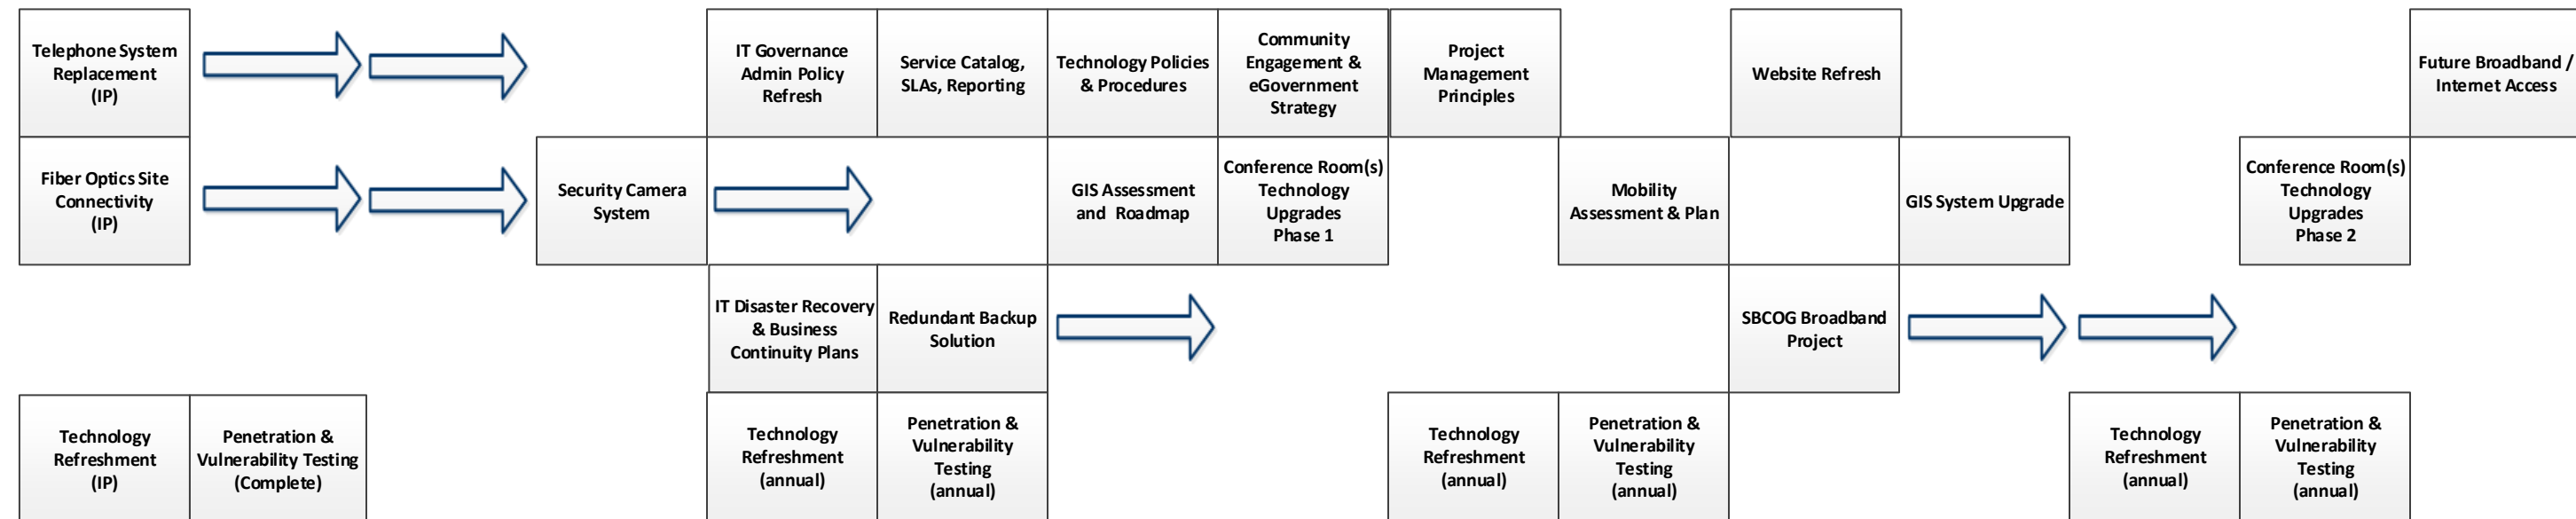 Telephone System
Replacement
(IP)
IT Governance
Admin Policy
Refresh
Service Catalog,
SLAs, Reporting
Technology Policies
& Procedures
Community
Engagement &
eGovernment
Strategy
Project
Management
Principles
Website Refresh
Future Broadband /
Internet Access
Fiber Optics Site
Connectivity
(IP)
Security Camera
System
GIS Assessment
and Roadmap
Conference Room(s)
Technology
Upgrades
Phase 1
Mobility
Assessment & Plan
GIS System Upgrade
Conference Room(s)
Technology
Upgrades
Phase 2
IT Disaster Recovery
& Business
Continuity Plans
Redundant Backup
Solution
SBCOG Broadband
Project
Technology
Refreshment
(IP)
Penetration &
Vulnerability Testing
(Complete)
Technology
Refreshment
(annual)
Penetration &
Vulnerability
Testing
(annual)
Technology
Refreshment
(annual)
Penetration &
Vulnerability
Testing
(annual)
Technology
Refreshment
(annual)
Penetration &
Vulnerability
Testing
(annual)